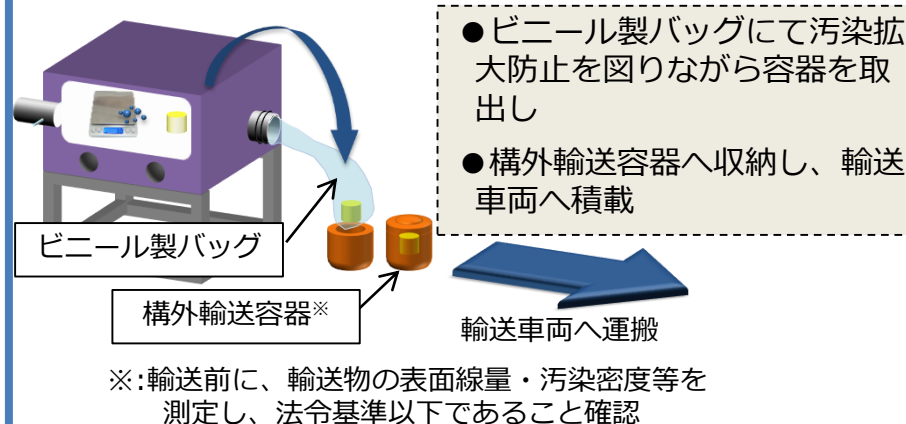 ●ビニール製バッグにて汚染拡
大防止を図りながら容器を取
出し
●構外輸送容器へ収納し、輸送
車両へ積載
ビニール製バッグ
構外輸送容器※
輸送車両へ運搬
※:輸送前に、輸送物の表面線量・汚染密度等を
測定し、法令基準以下であること確認